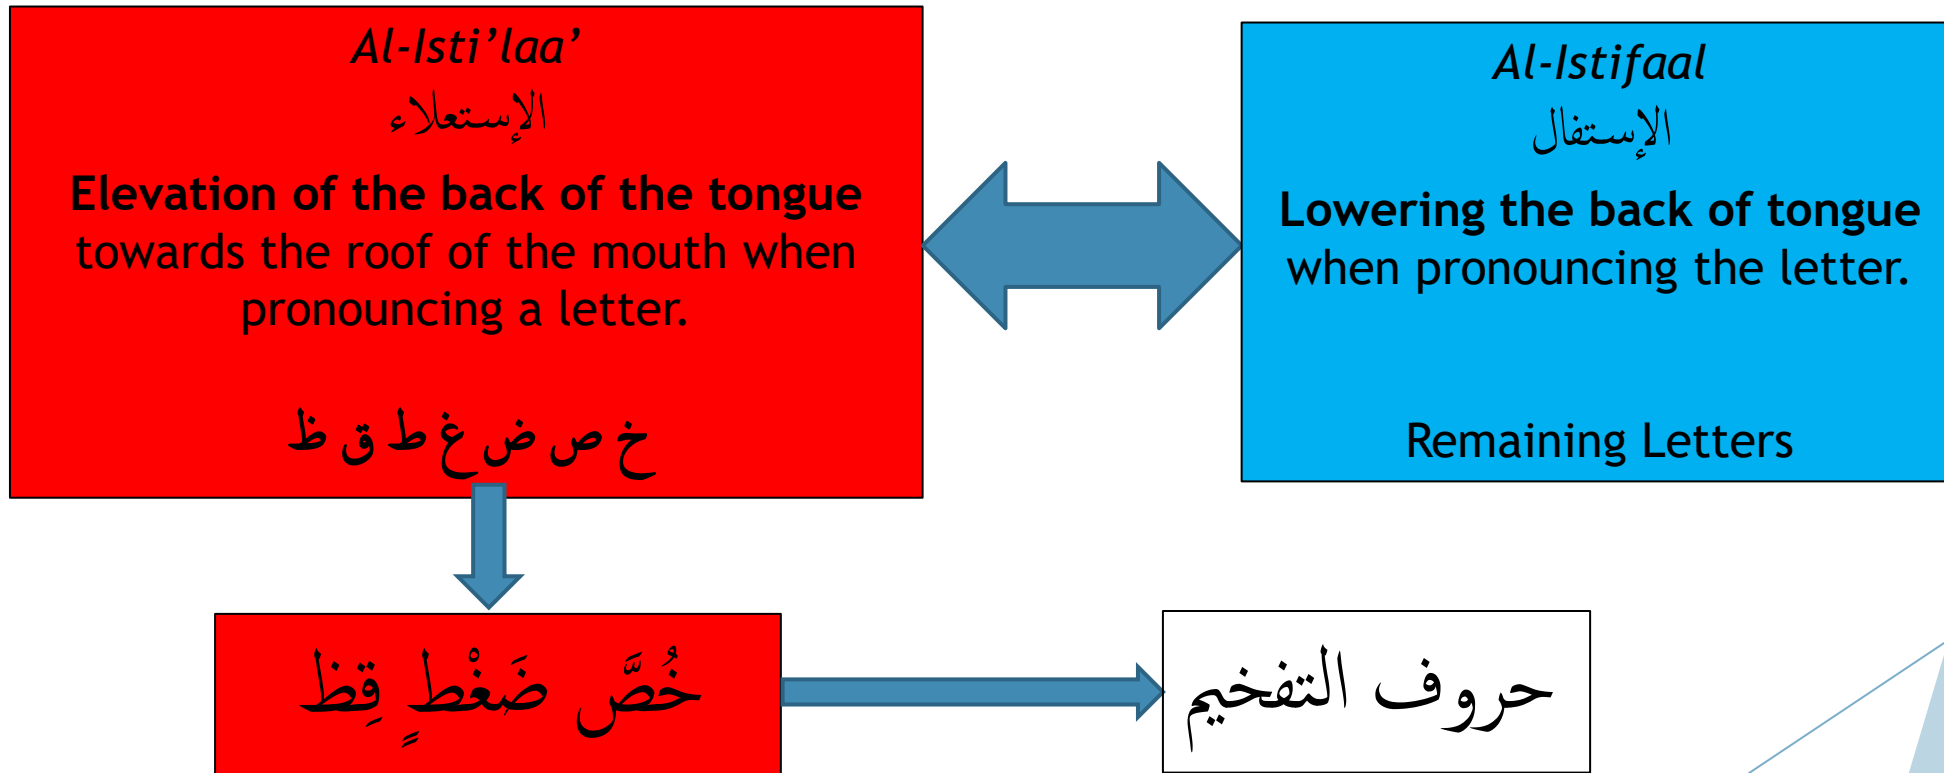 Al-Isti’laa’
الإستعلاء
Elevation of the back of the tongue
towards the roof of the mouth when
pronouncing a letter.
خ ص ض غ ط ق ظ
Al-Istifaal
الإستفال
Lowering the back of tongue
when pronouncing the letter.
Remaining Letters
خُصَّ ضَغْطٍ قِظ
حروف التفخيم